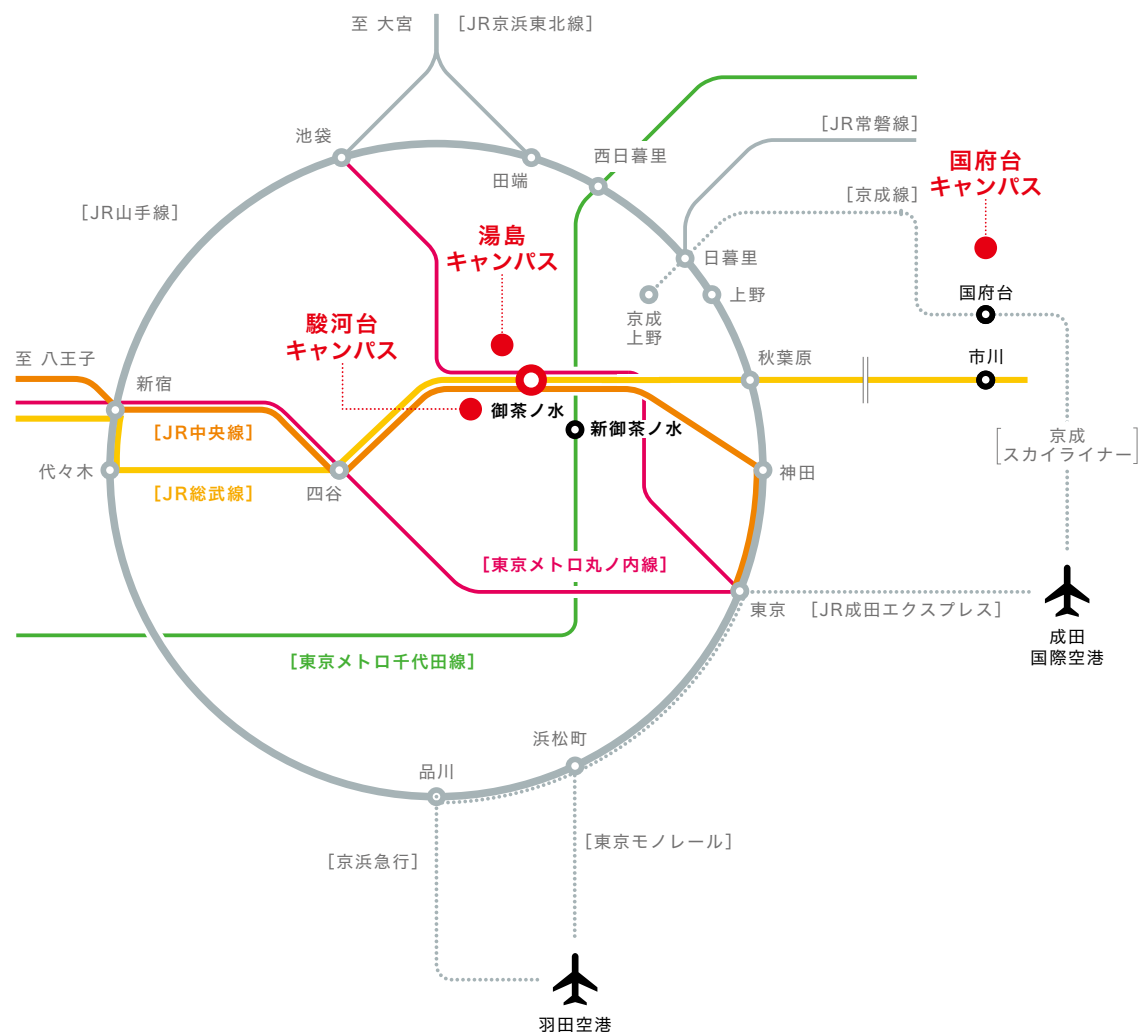 至 大宮
[JR京浜東北線]
池袋
田端
西日暮里
[JR常磐線]
国府台
キャンパス
[京成線]
[JR山手線]
湯島
キャンパス
日暮里
上野
京成
上野
国府台
駿河台
キャンパス
至 八王子
新宿
秋葉原
市川
御茶ノ水
新御茶ノ水
[JR中央線]
京成
[スカイライナー]
代々木
四谷
神田
[JR総武線]
[東京メトロ丸ノ内線]
東京
[JR成田エクスプレス]
成田
国際空港
[東京メトロ千代田線]
浜松町
品川
[東京モノレール]
[京浜急行]
羽田空港